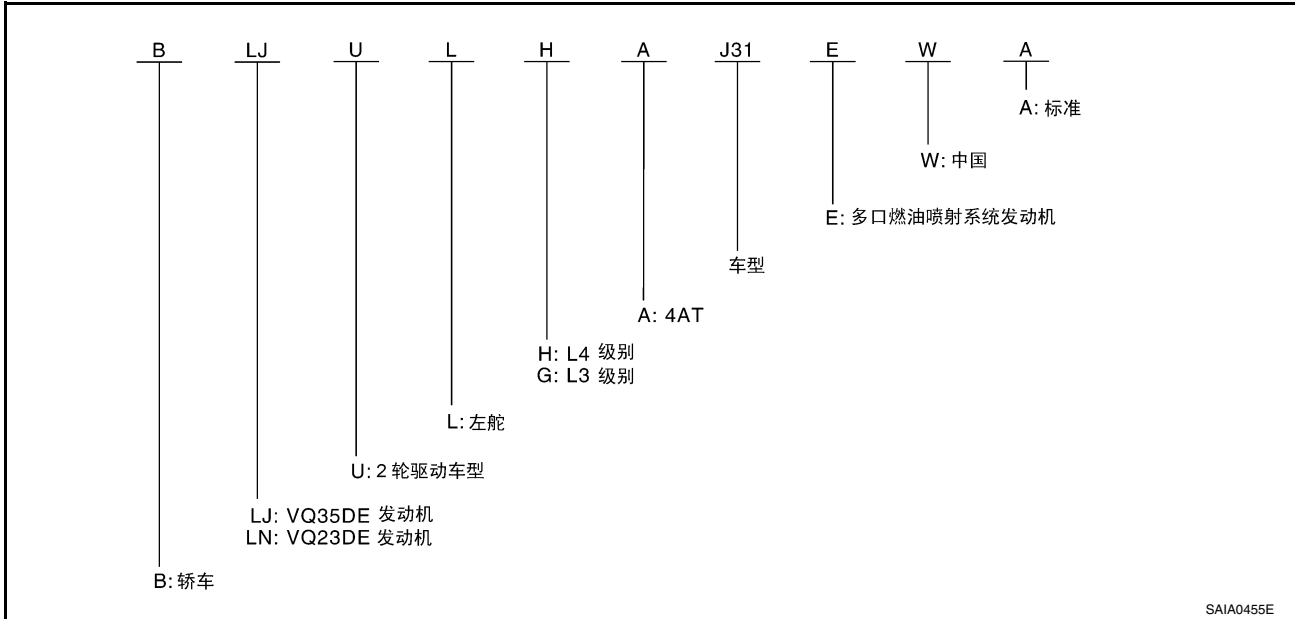 B LJ U L H A J31 E W A
A: 标准
W: 中国
E: 多口燃油喷射系统发动机
车型
A: 4AT
H: L4 级别
G: L3 级别
L: 左舵
U: 2 轮驱动车型
LJ: VQ35DE 发动机
LN: VQ23DE 发动机
B: 轿车
SAIA0455E